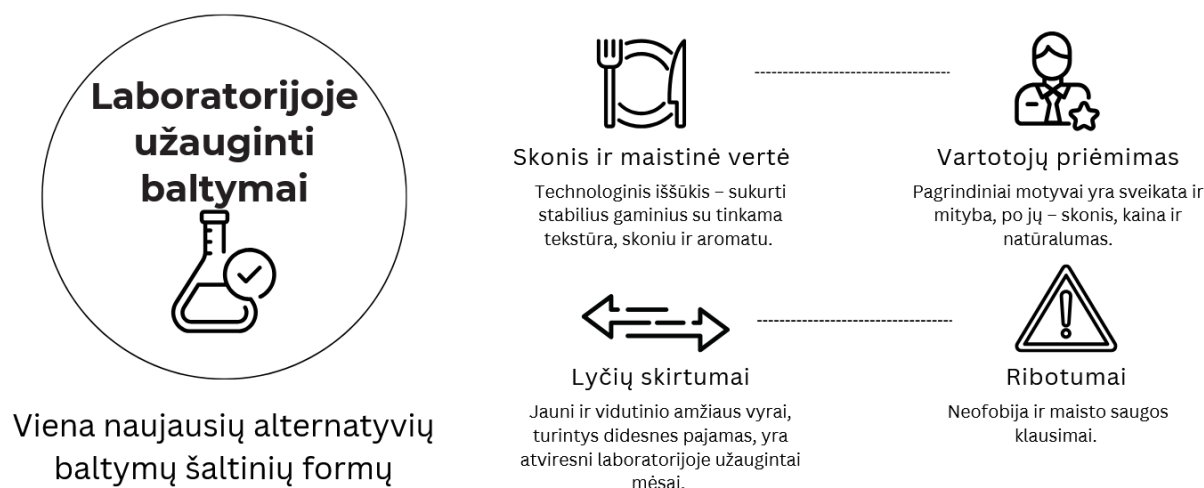 Laboratorijoje
užauginti
baltymai
Viena naujausių alternatyvių
baltymų šaltinių formų
Skonis ir maistinė vertė
Technologinis iššūkis – sukurti
stabilius gaminius su tinkama
tekstūra, skoniu ir aromatu.
Vartotojų priėmimas
Pagrindiniai motyvai yra sveikata ir
mityba, po jų – skonis, kaina ir
natūralumas.
Lyčių skirtumai
Jauni ir vidutinio amžiaus vyrai,
turintys didesnes pajamas, yra
atviresni laboratorijoje užaugintai
mėsai.
Ribotumai
Neofobija ir maisto saugos
klausimai.